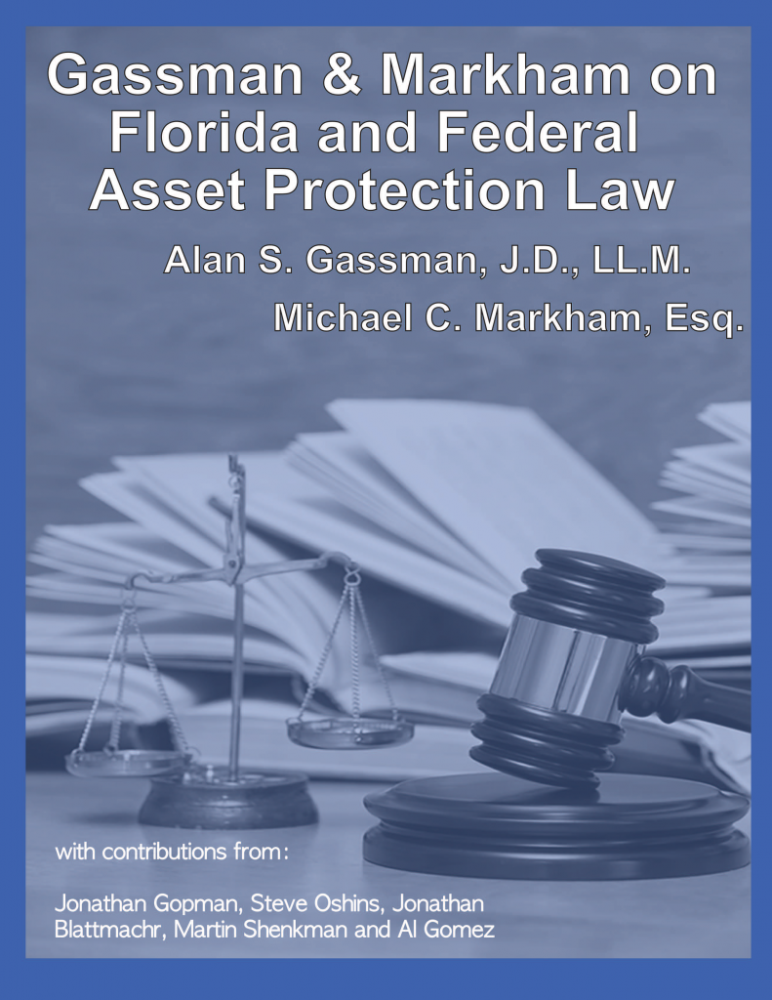 Gassman & Markham on
Florida and Federal
Asset Protection Law
Alan S. Gassman, J.D., LL.M.
Michael C. Markham, Esq.
with contributions from:
Jonathan Gopman, Steve Oshins, Jonathan
Blattmachr, Martin Shenkman and Al Gomez